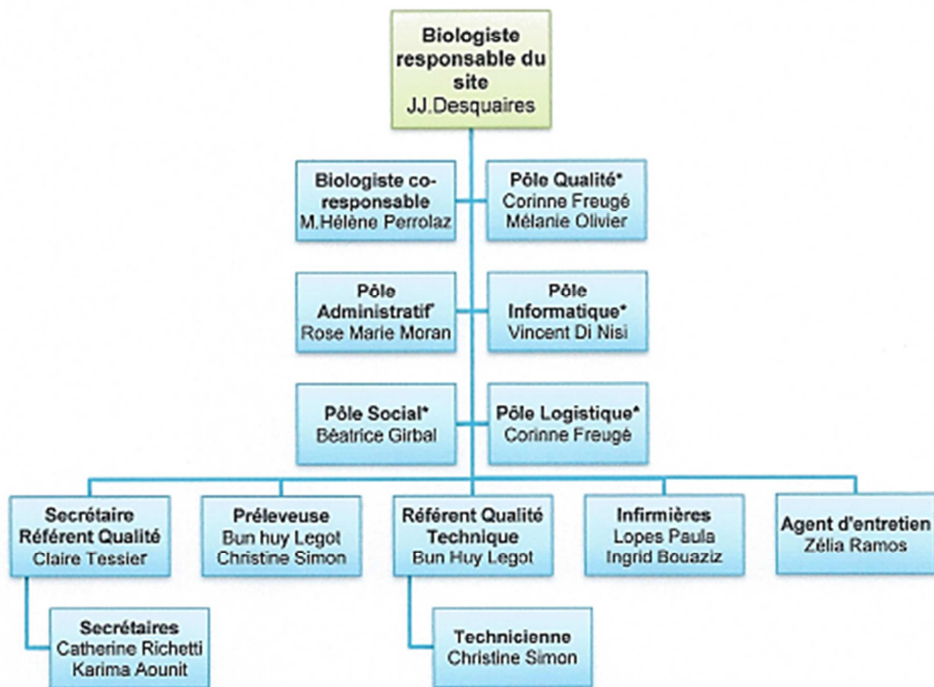 Biologiste
responsable du
site
JJ.Desquaires
Biologiste co-
responsable
M.Hélène Perrolaz
Pôle Qualité*
Corinne Freugé
Mélanie Olivier
Pôle
Administratif*
Rose Marie Moran
Pôle
Informatique*
Vincent Di Nisi
Pôle Social*
Béatrice Girbal
Pôle Logistique*
Corinne Freugé
Secrétaire
Référent Qualité
Claire Tessier
Préleveuse
Bun huy Legot
Christine Simon
Référent Qualité
Technique
Bun Huy Legot
Infirmières
Lopes Paula
Ingrid Bouaziz
Agent d'entretien
Zélia Ramos
Secrétaires
Catherine Richetti
Karima Aounit
Technicienne
Christine Simon